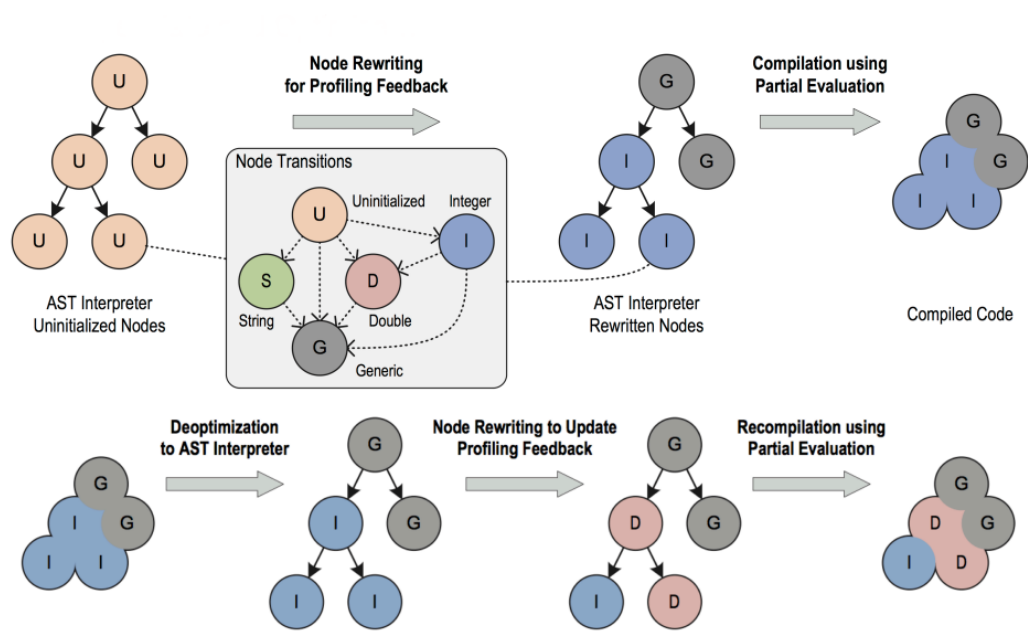 Node Rewriting
for Profiling Feedback
Compilation using
Partial Evaluation
U
U
U
U
U
AST Interpreter
Uninitialized Nodes
Node Transitions
U
Uninitialized
Integer
I
S
D
String
Double
G
Generic
G
I
G
I
I
AST Interpreter
Rewritten Nodes
G
I
G
I
I
Compiled Code
Deoptimization
to AST Interpreter
Node Rewriting to Update
Profiling Feedback
Recompilation using
Partial Evaluation
G
I
G
I
I
G
I
G
I
I
G
D
G
I
D
G
D
G
I
D